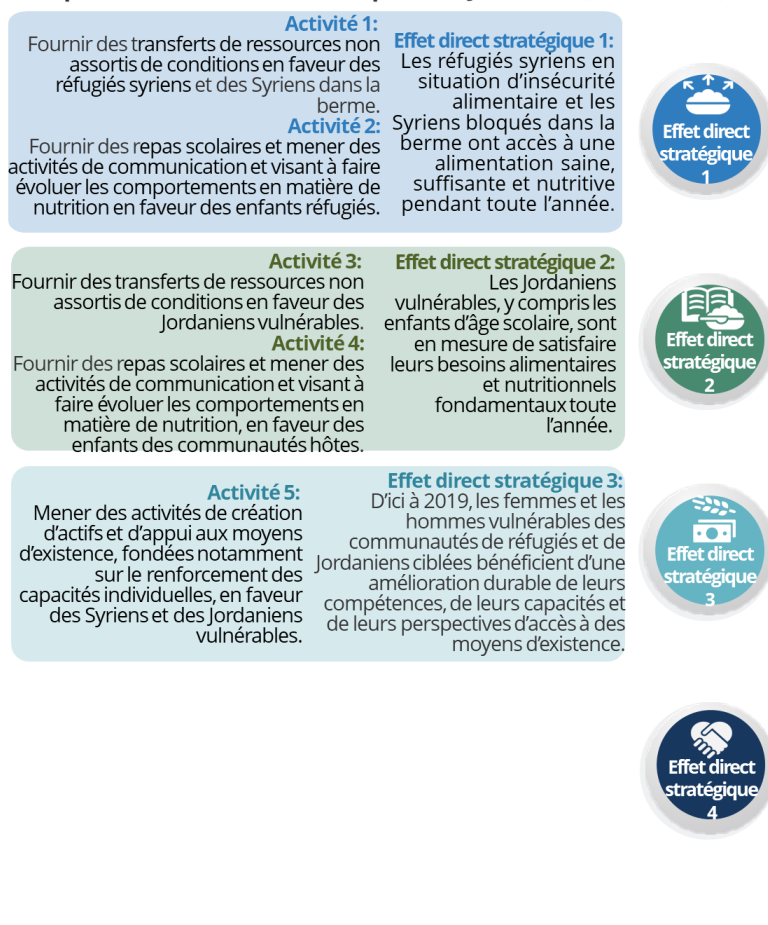 Activité 1:
Fournir des transferts de ressources non
assortis de conditions en faveur des
réfugiés syriens et des Syriens dans la
berme.
Activité 2:
Fournir des repas scolaires et mener des
activités de communication et visant à faire
évoluer les comportements en matière de
nutrition en faveur des enfants réfugiés.
Effet direct stratégique 1:
Les réfugiés syriens en
situation d’insécurité
alimentaire et les
Syriens bloqués dans la
berme ont accès à une
alimentation saine,
suffisante et nutritive
pendant toute l’année.
Effet direct
stratégique
1
Activité 3:
Fournir des transferts de ressources non
assortis de conditions en faveur des
Jordaniens vulnérables.
Activité 4:
Fournir des repas scolaires et mener des
activités de communication et visant à
faire évoluer les comportements en
matière de nutrition, en faveur des
enfants des communautés hôtes.
Effet direct stratégique 2:
Les Jordaniens
vulnérables, y compris les
enfants d’âge scolaire, sont
en mesure de satisfaire
leurs besoins alimentaires
et nutritionnels
fondamentaux toute
l’année.
Effet direct
stratégique
2
Activité 5:
Mener des activités de création
d’actifs et d’appui aux moyens
d’existence, fondées notamment
sur le renforcement des
capacités individuelles, en faveur
des Syriens et des Jordaniens
vulnérables.
Effet direct stratégique 3:
D’ici à 2019, les femmes et les
hommes vulnérables des
communautés de réfugiés et de
Jordaniens ciblées bénéficient d’une
amélioration durable de leurs
compétences, de leurs capacités et
de leurs perspectives d’accès à des
moyens d’existence.
Effet direct
stratégique
3
Effet direct
stratégique
4